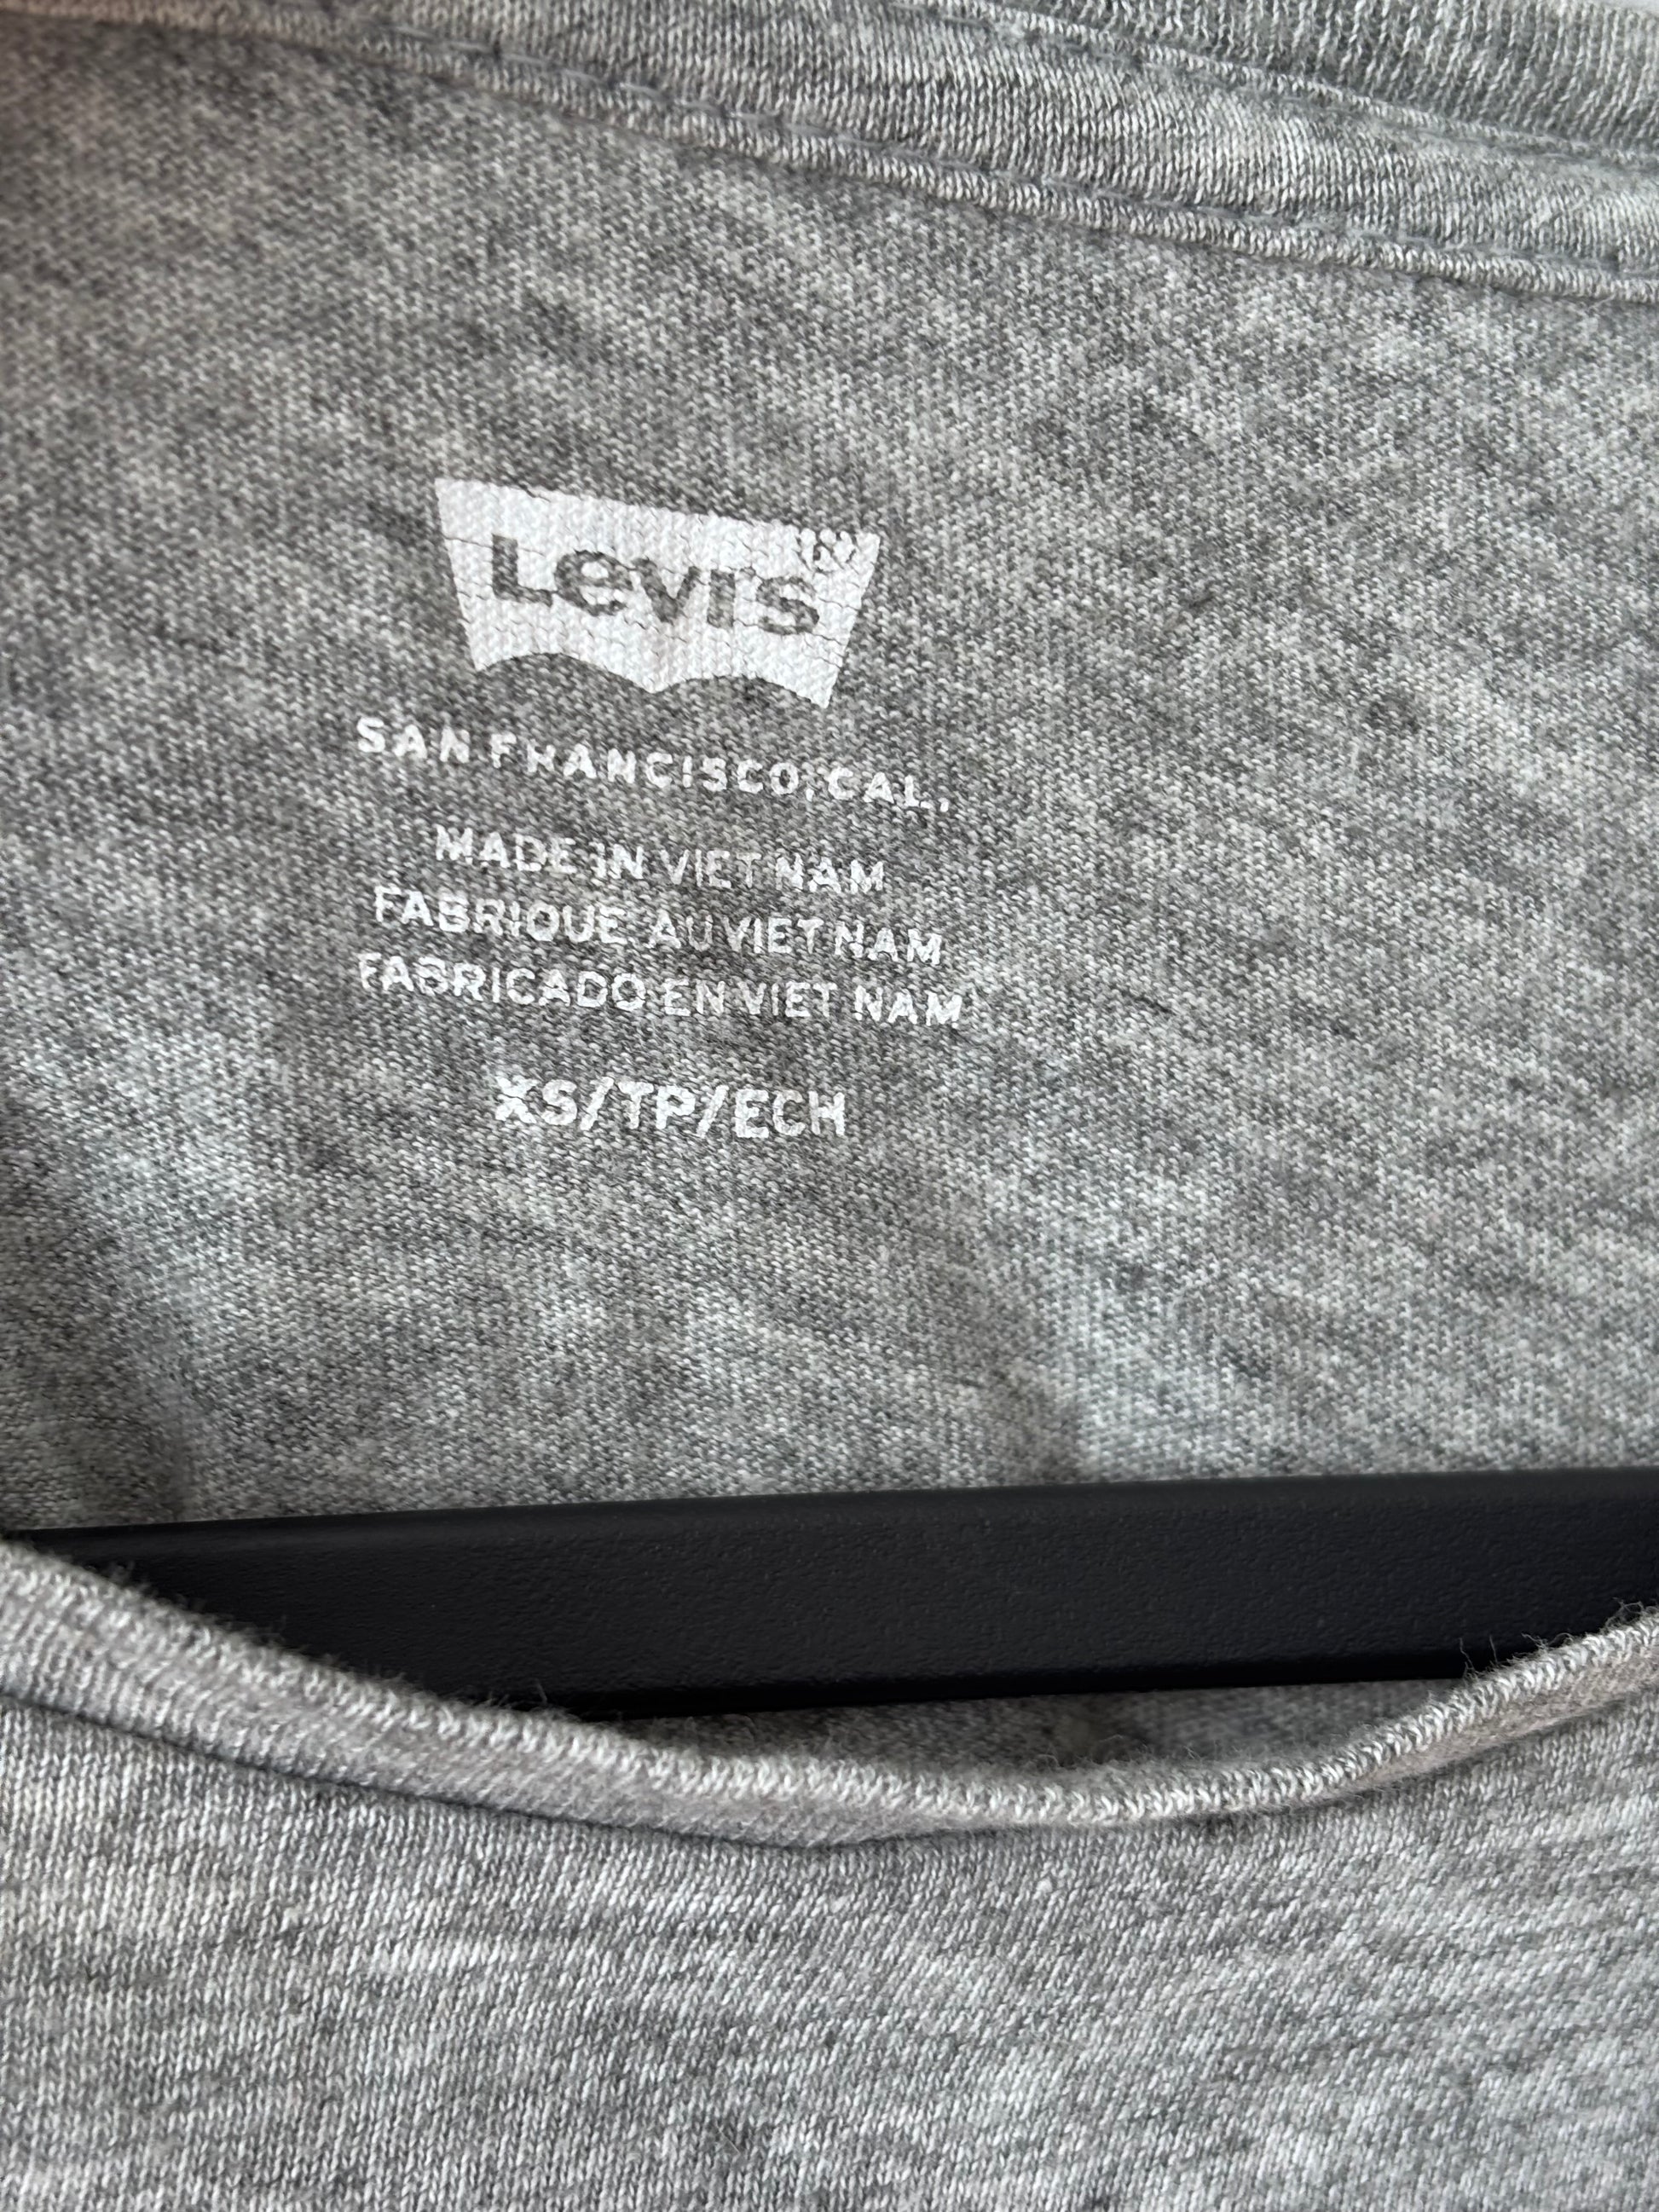 Levi's
SAN FRANCISCO, CAL.
MADE IN VIET NAM
FABRIQUE AU VIET NAM
FABRICADO EN VIET NAM
XS/TP/ECH